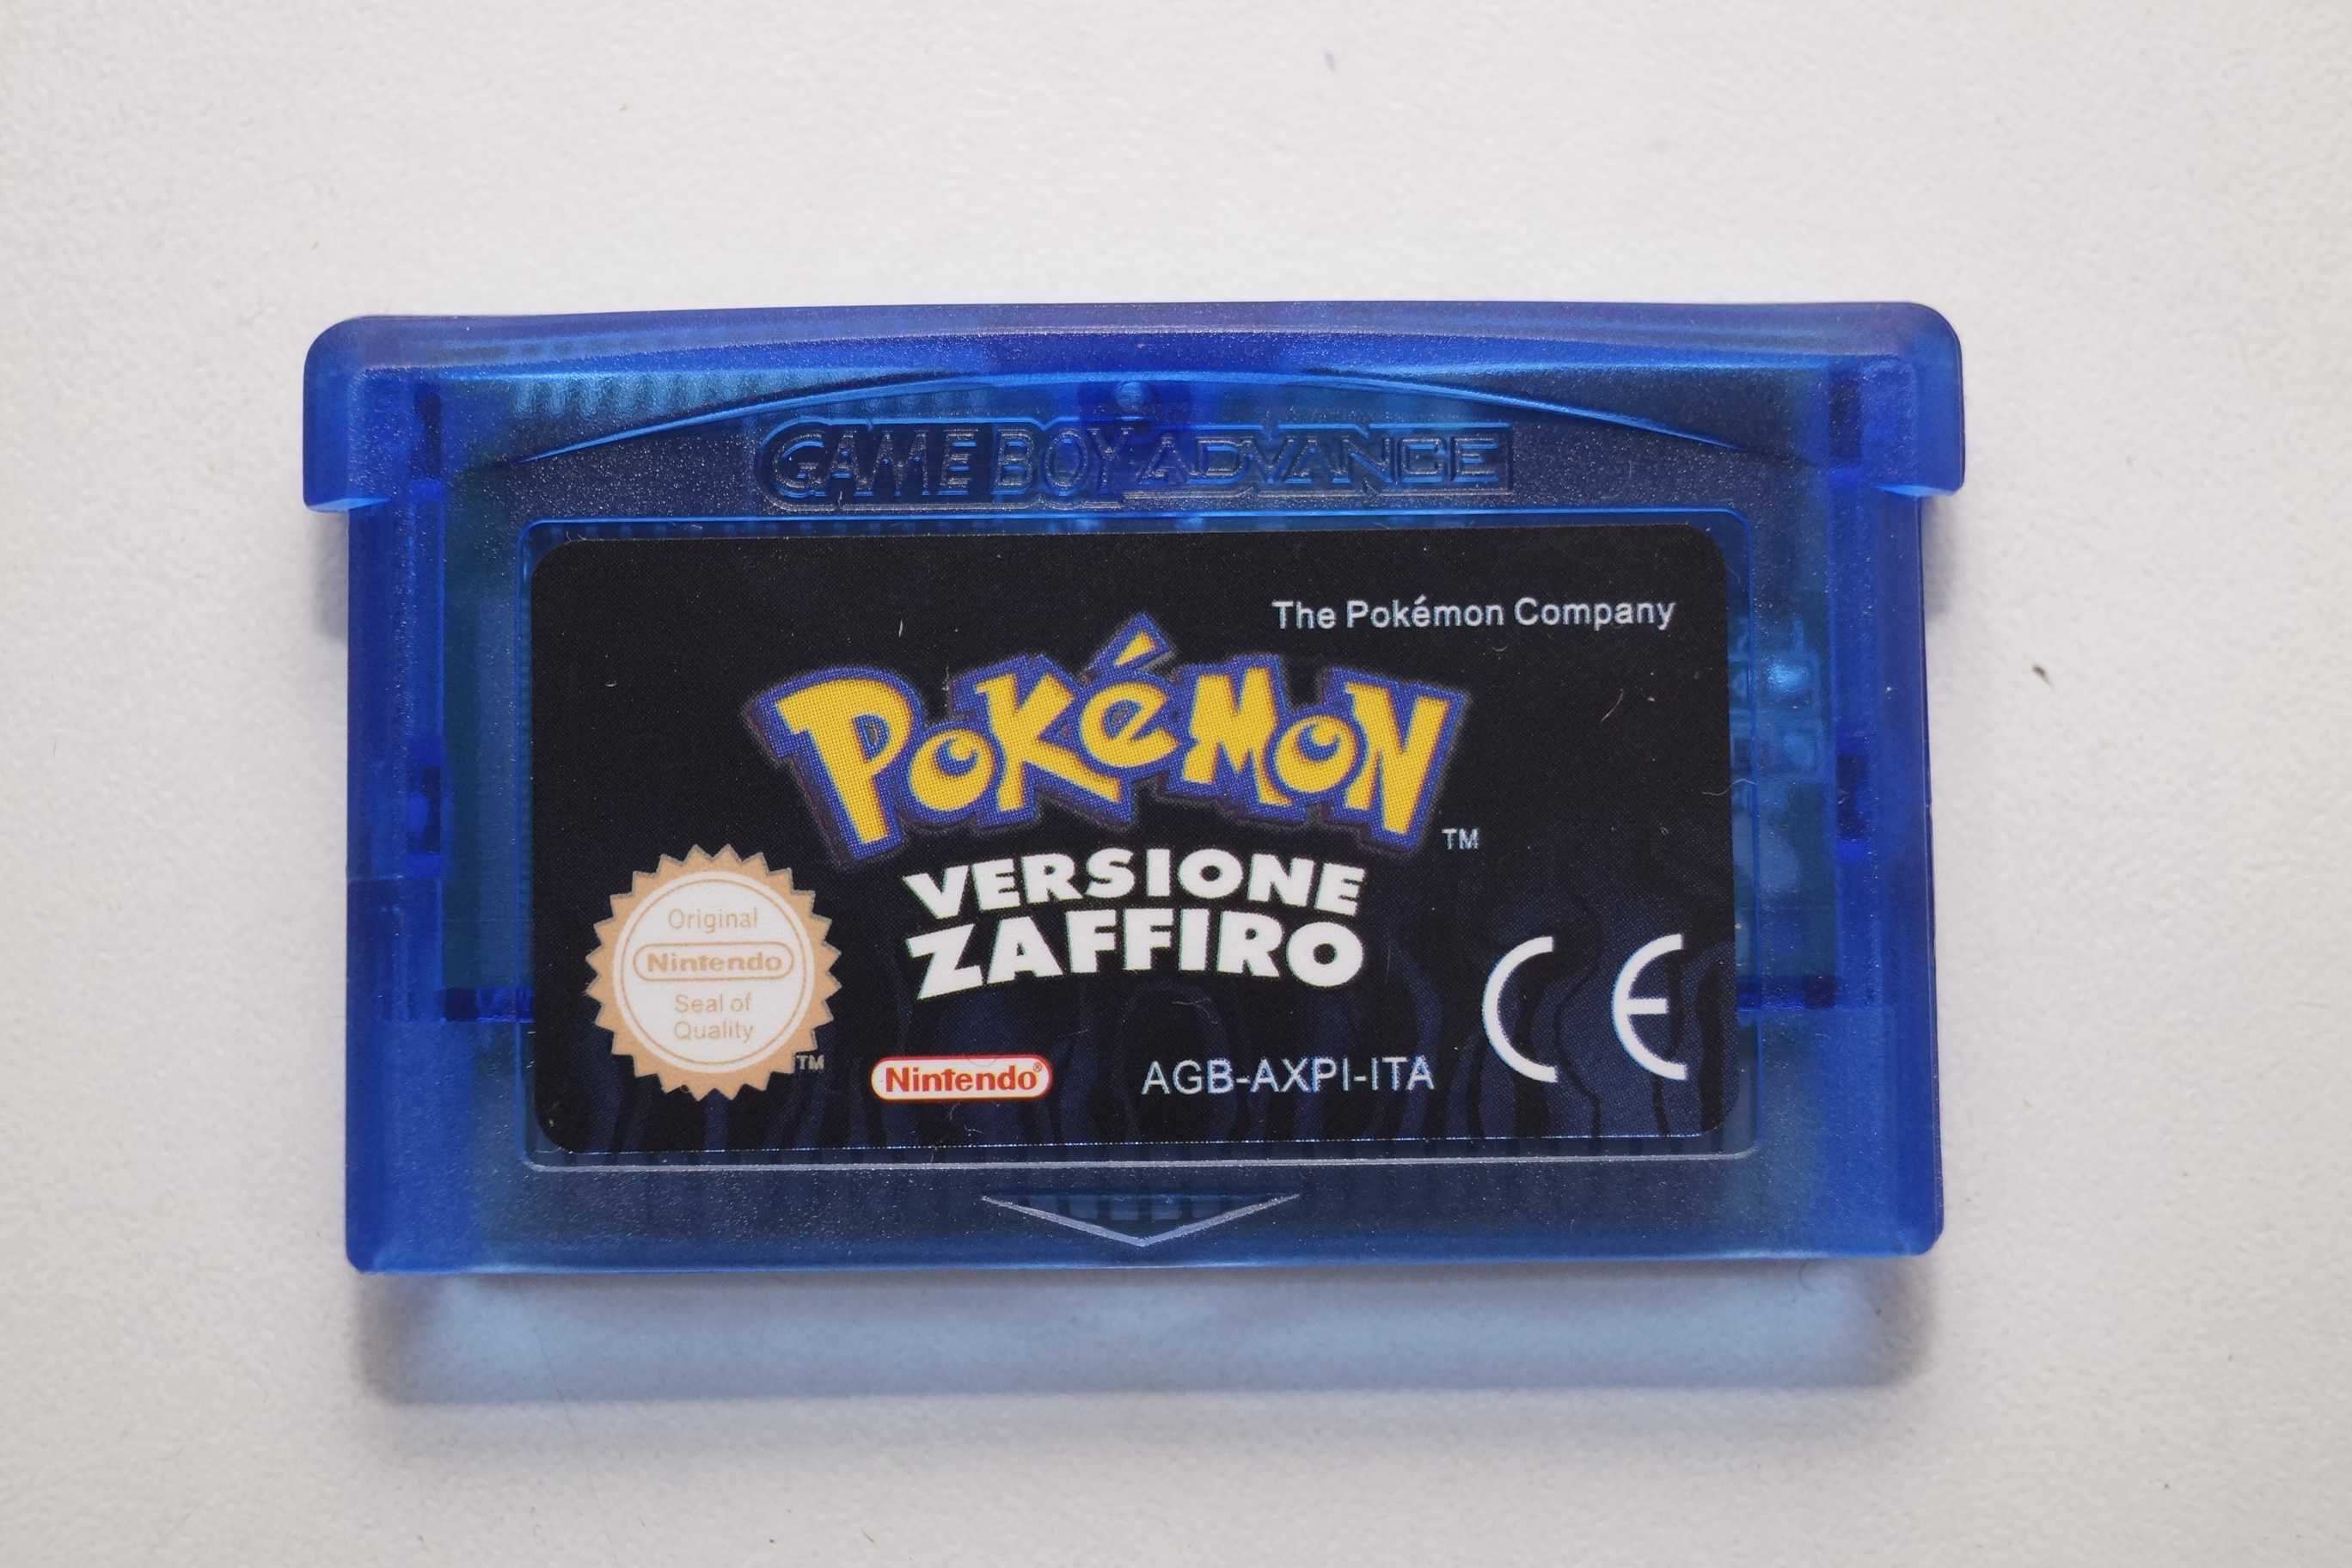 GAME BOY ADVANCE
The Pokémon Company
POKéMON
TM
VERSIONE
ZAFFIRO
Original
Nintendo
Seal of
Quality
TM
Nintendo®
AGB-AXPI-ITA
CE